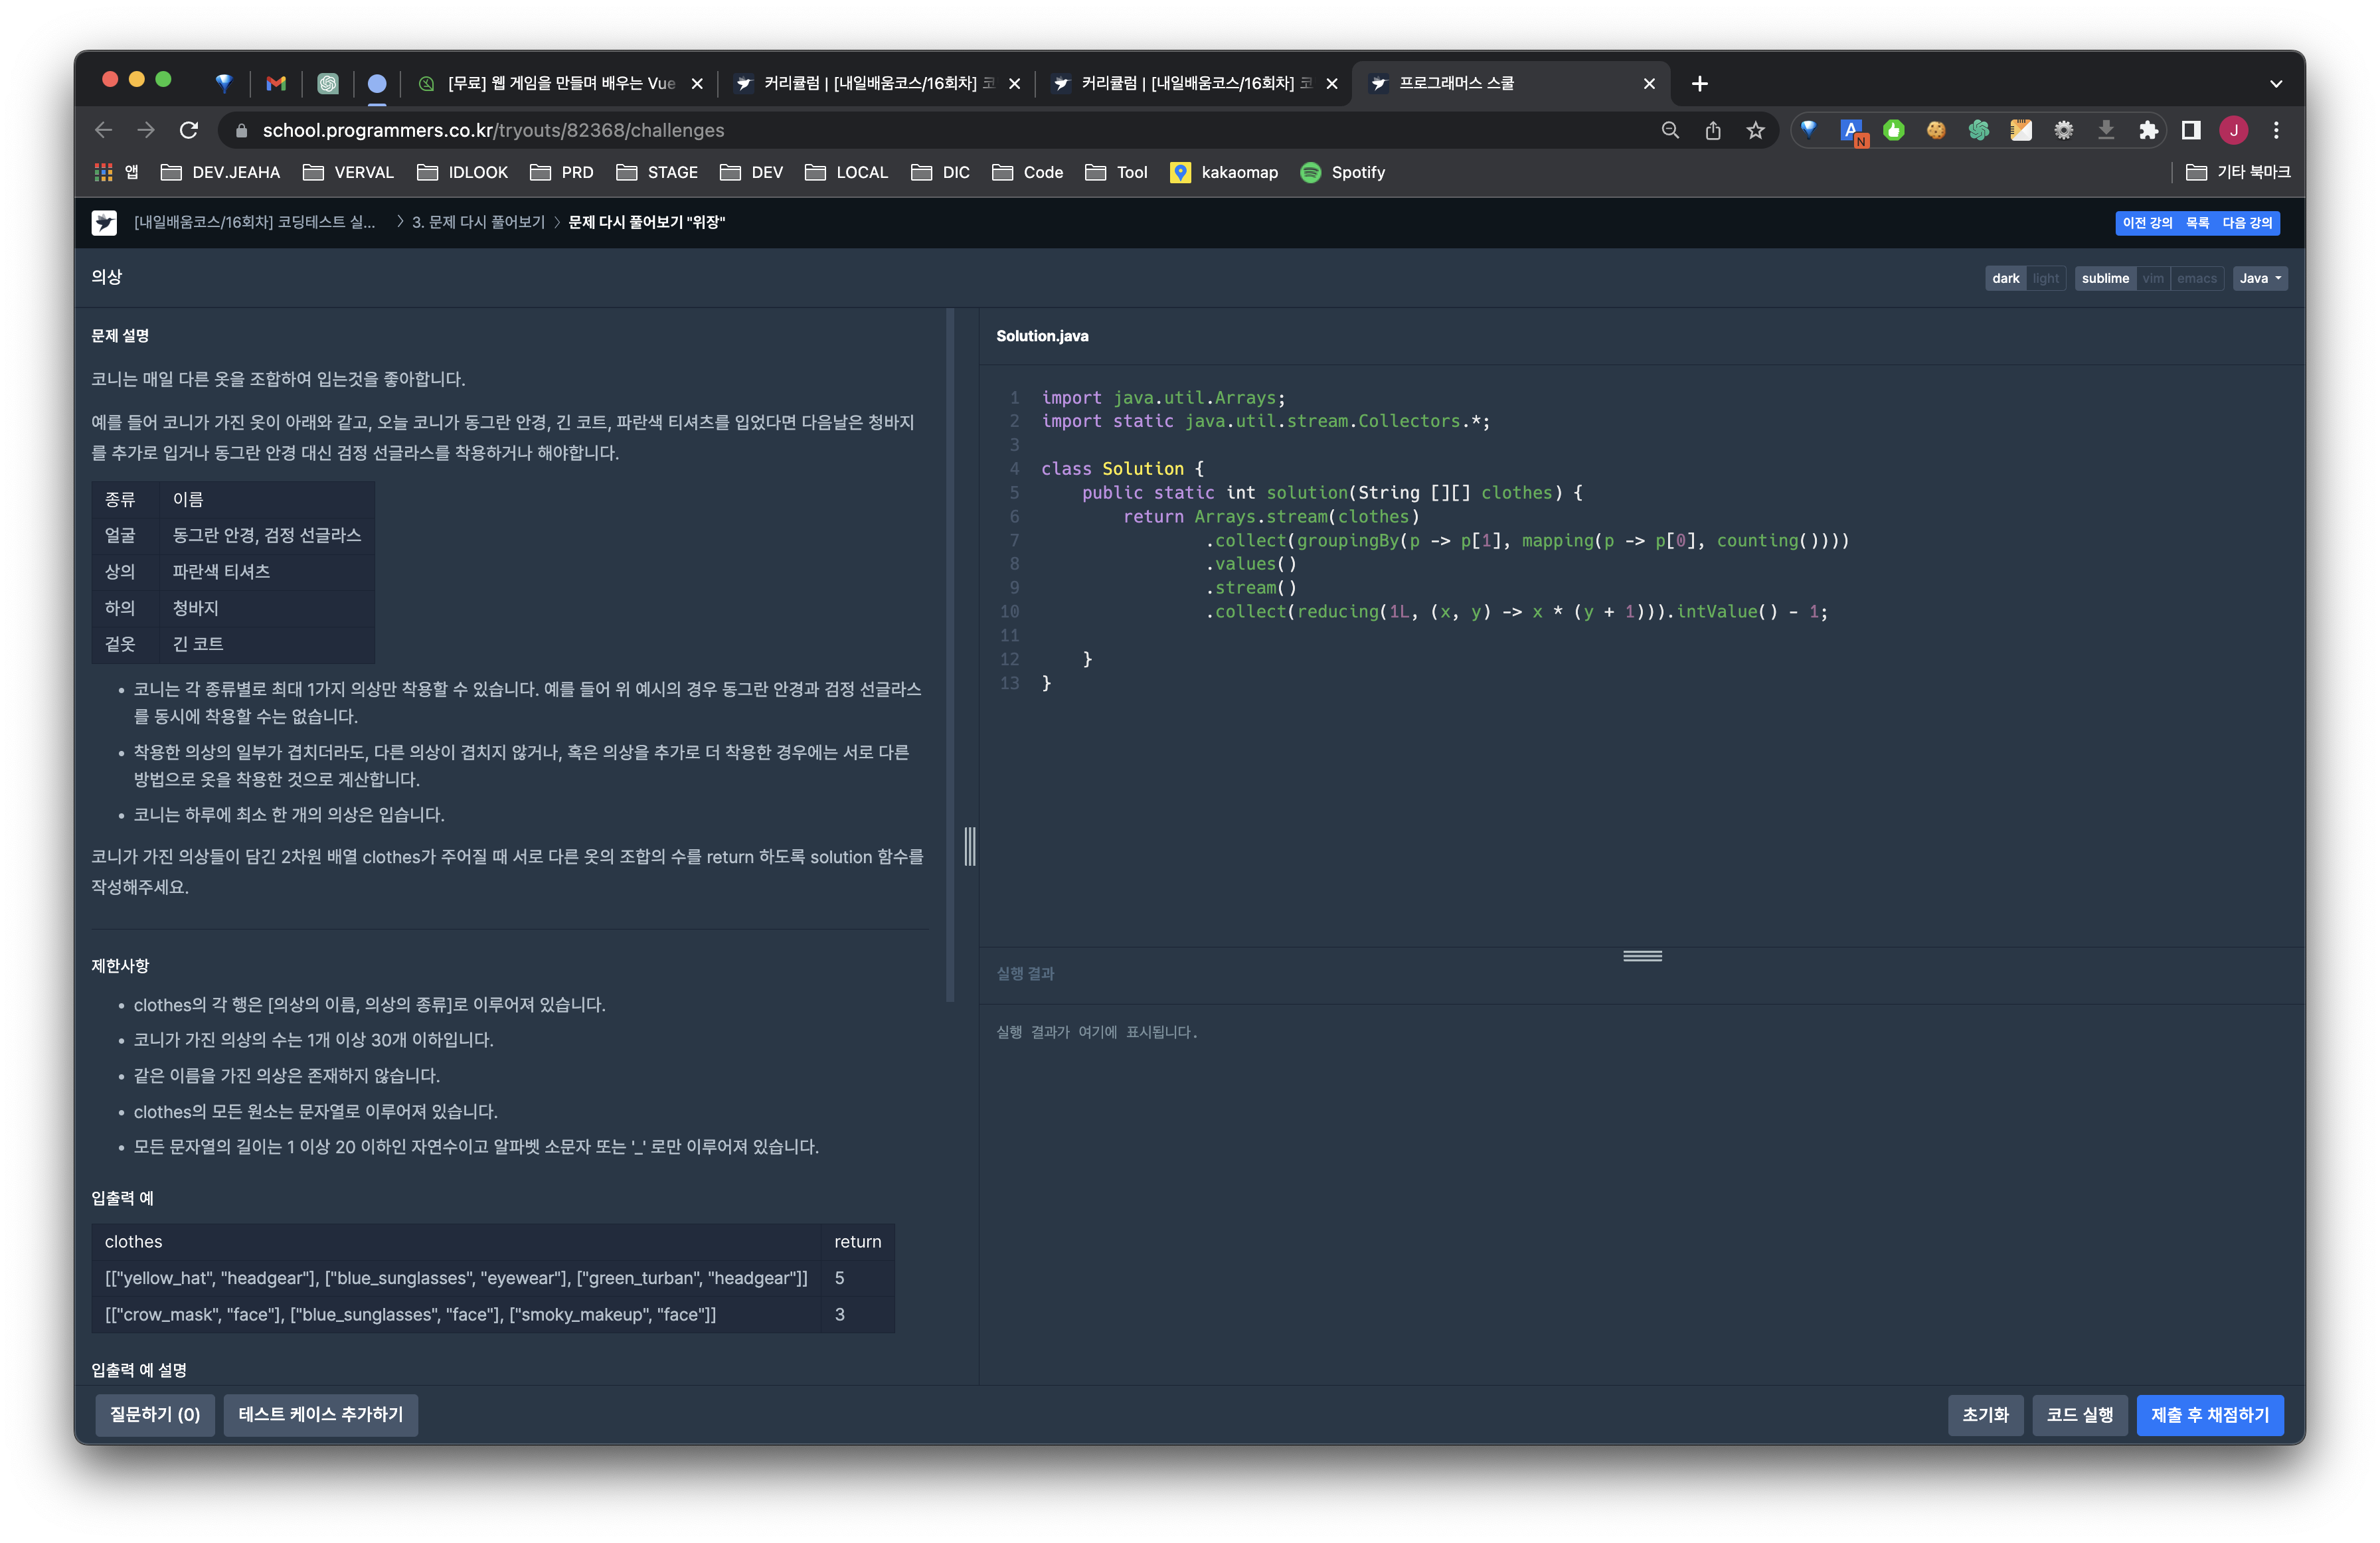 [무료] 웹 게임을 만들며 배우는 Vue
커리큘럼 | [내일배움코스/16회차] 코
커리큘럼 | [내일배움코스/16회차] 코
프로그래머스 스쿨
school.programmers.co.kr/tryouts/82368/challenges
A
N
J
앱
DEV.JEAHA
VERVAL
IDLOOK
PRD
STAGE
DEV
LOCAL
DIC
Code
Tool
kakaomap
Spotify
기타 북마크
[내일배움코스/16회차] 코딩테스트 실... > 3. 문제 다시 풀어보기 > 문제 다시 풀어보기 "위장"
이전 강의 목록 다음 강의
의상
dark light sublime vim emacs Java
문제 설명
코니는 매일 다른 옷을 조합하여 입는것을 좋아합니다.
예를 들어 코니가 가진 옷이 아래와 같고, 오늘 코니가 동그란 안경, 긴 코트, 파란색 티셔츠를 입었다면 다음날은 청바지
를 추가로 입거나 동그란 안경 대신 검정 선글라스를 착용하거나 해야합니다.
종류 이름
얼굴 동그란 안경, 검정 선글라스
상의 파란색 티셔츠
하의 청바지
겉옷 긴 코트
• 코니는 각 종류별로 최대 1가지 의상만 착용할 수 있습니다. 예를 들어 위 예시의 경우 동그란 안경과 검정 선글라스
를 동시에 착용할 수는 없습니다.
• 착용한 의상의 일부가 겹치더라도, 다른 의상이 겹치지 않거나, 혹은 의상을 추가로 더 착용한 경우에는 서로 다른
방법으로 옷을 착용한 것으로 계산합니다.
• 코니는 하루에 최소 한 개의 의상은 입습니다.
코니가 가진 의상들이 담긴 2차원 배열 clothes가 주어질 때 서로 다른 옷의 조합의 수를 return 하도록 solution 함수를
작성해주세요.
제한사항
• clothes의 각 행은 [의상의 이름, 의상의 종류]로 이루어져 있습니다.
• 코니가 가진 의상의 수는 1개 이상 30개 이하입니다.
• 같은 이름을 가진 의상은 존재하지 않습니다.
• clothes의 모든 원소는 문자열로 이루어져 있습니다.
• 모든 문자열의 길이는 1 이상 20 이하인 자연수이고 알파벳 소문자 또는 '_' 로만 이루어져 있습니다.
입출력 예
clothes return
[["yellow_hat", "headgear"], ["blue_sunglasses", "eyewear"], ["green_turban", "headgear"]] 5
[["crow_mask", "face"], ["blue_sunglasses", "face"], ["smoky_makeup", "face"]] 3
입출력 예 설명
Solution.java
1 import java.util.Arrays;
2 import static java.util.stream.Collectors.*;
3
4 class Solution {
5     public static int solution(String [][] clothes) {
6         return Arrays.stream(clothes)
7                 .collect(groupingBy(p -> p[1], mapping(p -> p[0], counting())))
8                 .values()
9                 .stream()
10                 .collect(reducing(1L, (x, y) -> x * (y + 1))).intValue() - 1;
11
12     }
13 }
실행 결과
실행 결과가 여기에 표시됩니다.
질문하기 (0)
테스트 케이스 추가하기
초기화
코드 실행
제출 후 채점하기